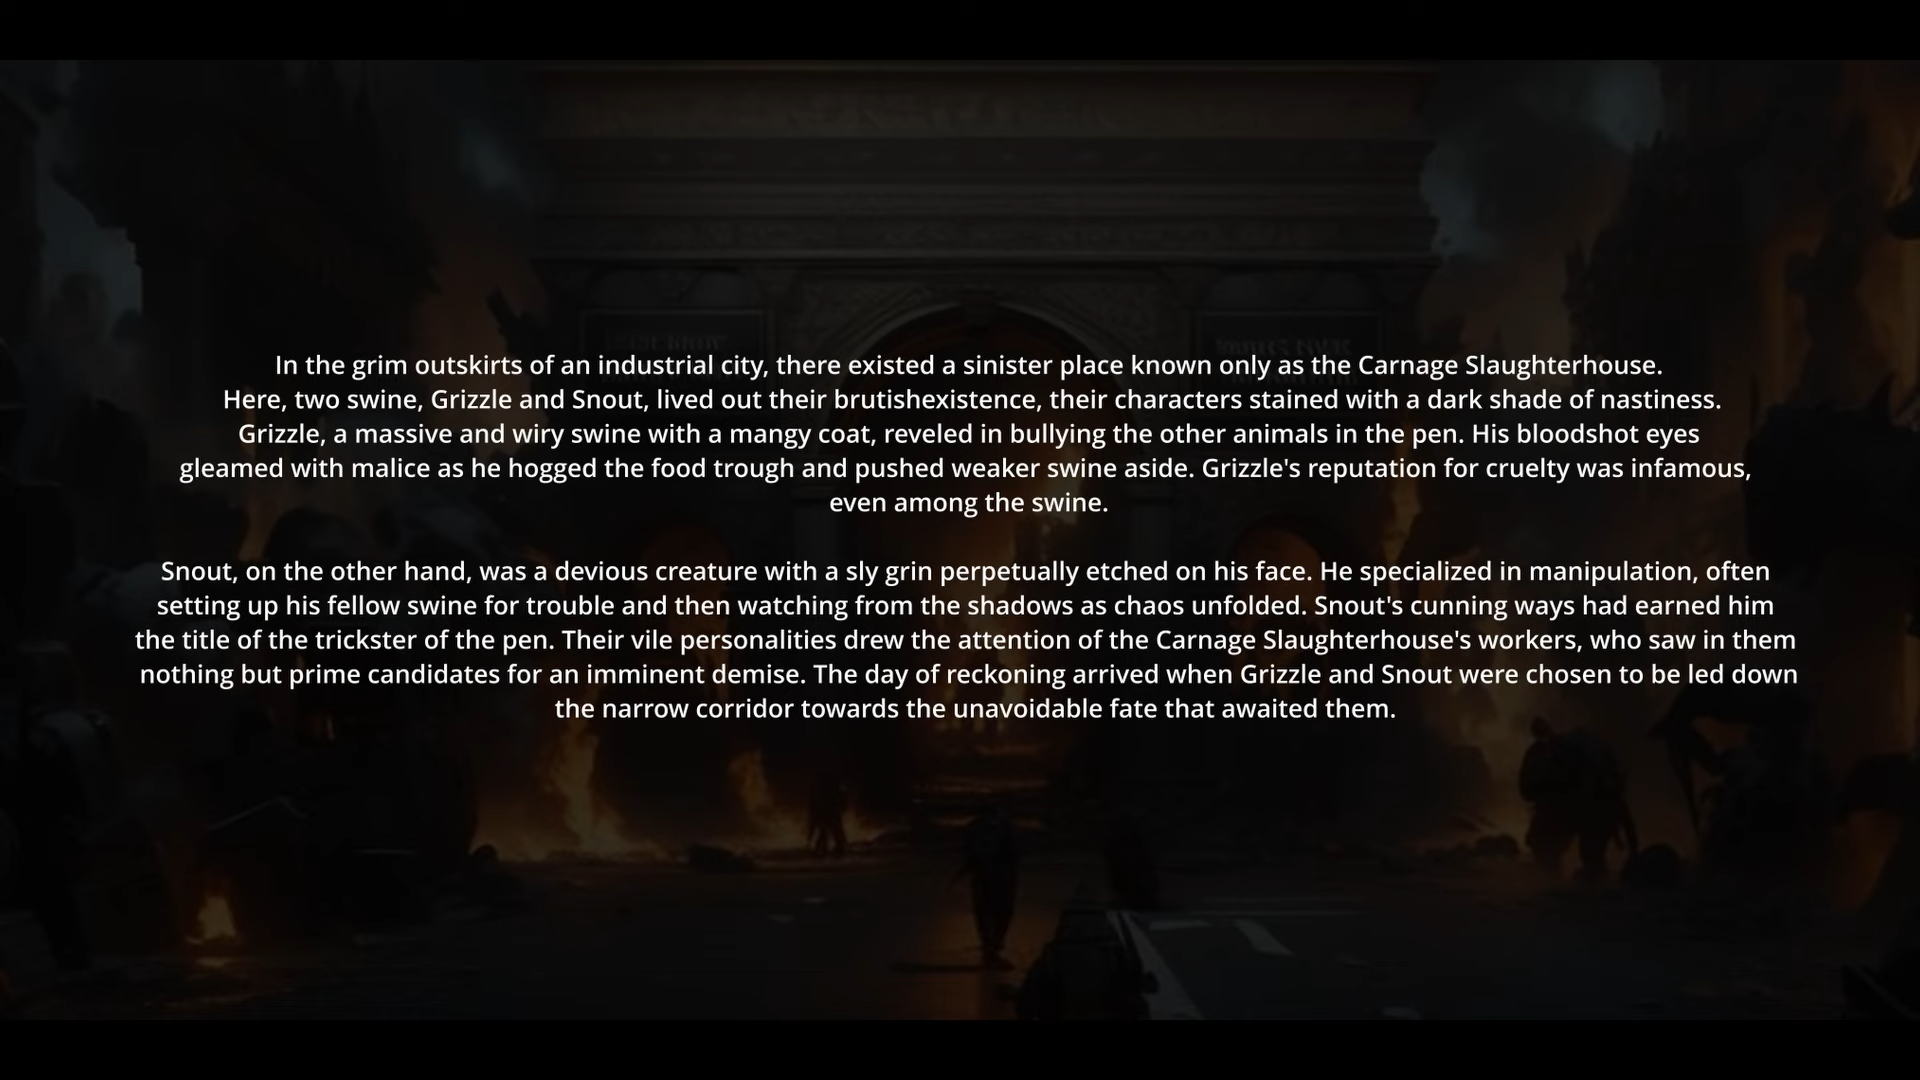 In the grim outskirts of an industrial city, there existed a sinister place known only as the Carnage Slaughterhouse.
Here, two swine, Grizzle and Snout, lived out their brutishexistence, their characters stained with a dark shade of nastiness.
Grizzle, a massive and wiry swine with a mangy coat, reveled in bullying the other animals in the pen. His bloodshot eyes
gleamed with malice as he hogged the food trough and pushed weaker swine aside. Grizzle's reputation for cruelty was infamous,
even among the swine.
Snout, on the other hand, was a devious creature with a sly grin perpetually etched on his face. He specialized in manipulation, often
setting up his fellow swine for trouble and then watching from the shadows as chaos unfolded. Snout's cunning ways had earned him
the title of the trickster of the pen. Their vile personalities drew the attention of the Carnage Slaughterhouse's workers, who saw in them
nothing but prime candidates for an imminent demise. The day of reckoning arrived when Grizzle and Snout were chosen to be led down
the narrow corridor towards the unavoidable fate that awaited them.